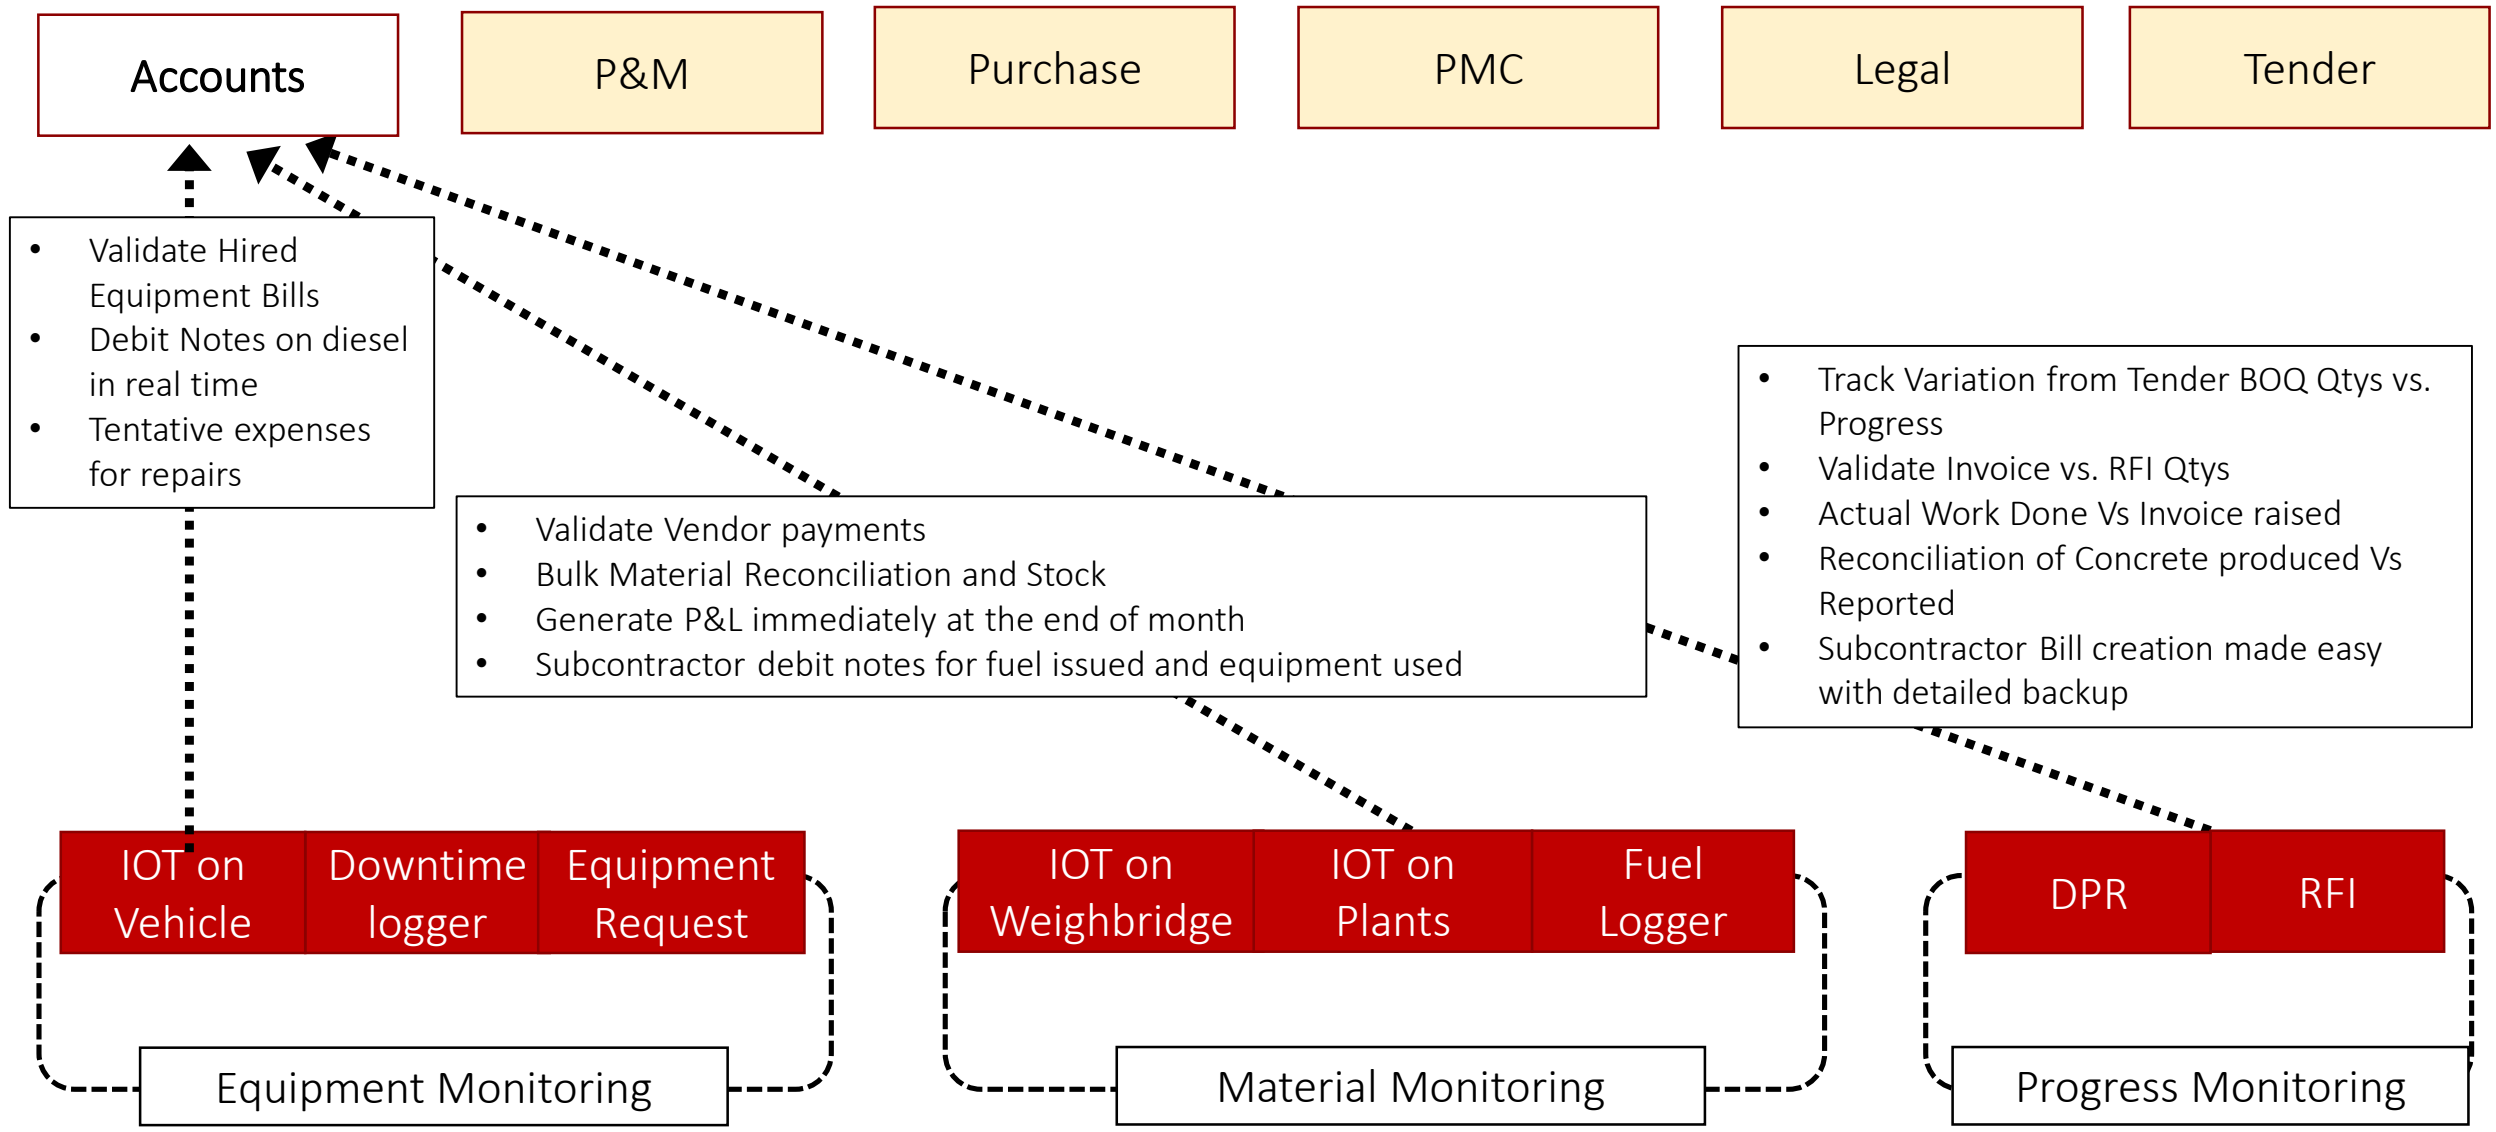 Accounts
P&M
Purchase
PMC
Legal
Tender
• Validate Hired
Equipment Bills
• Debit Notes on diesel
in real time
• Tentative expenses
for repairs
• Validate Vendor payments
• Bulk Material Reconciliation and Stock
• Generate P&L immediately at the end of month
• Subcontractor debit notes for fuel issued and equipment used
• Track Variation from Tender BOQ Qtys vs.
Progress
• Validate Invoice vs. RFI Qtys
• Actual Work Done Vs Invoice raised
• Reconciliation of Concrete produced Vs
Reported
• Subcontractor Bill creation made easy
with detailed backup
IOT on
Vehicle
Downtime
logger
Equipment
Request
IOT on
Weighbridge
IOT on
Plants
Fuel
Logger
DPR
RFI
Equipment Monitoring
Material Monitoring
Progress Monitoring